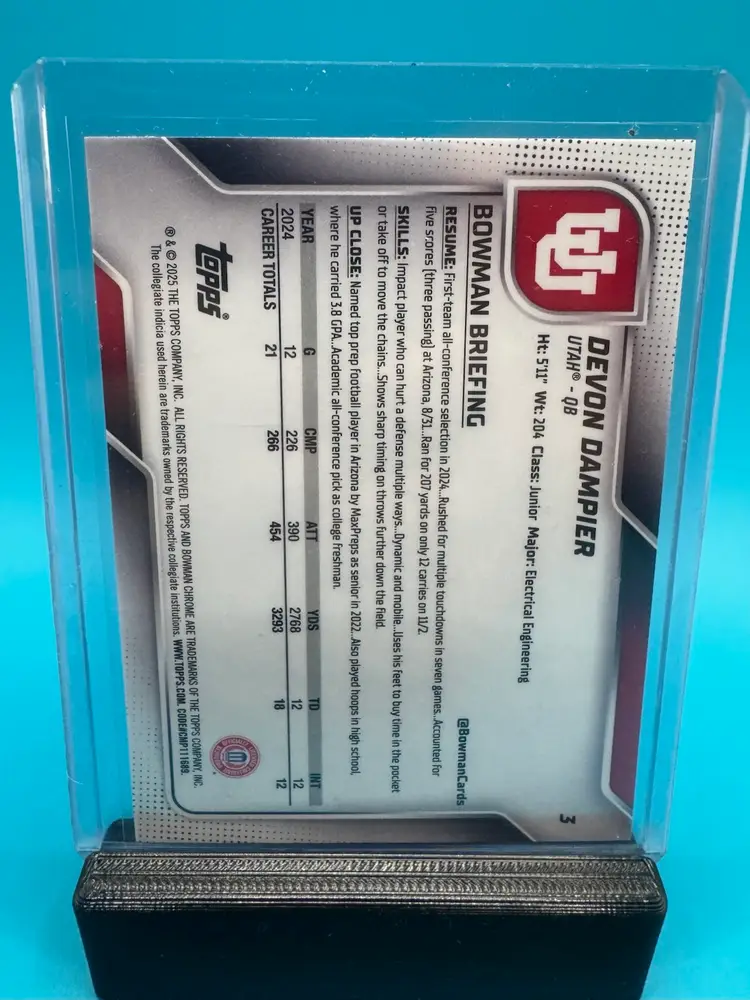 3
DEVON DAMPIER
UTAH® - QB
Ht: 5'11" Wt: 204 Class: Junior Major: Electrical Engineering
@BowmanCards
BOWMAN BRIEFING
RESUME: First-team all-conference selection in 2024...Rushed for multiple touchdowns in seven games...Accounted for
five scores (three passing) at Arizona, 8/31...Ran for 207 yards on only 12 carries on 11/2.
SKILLS: Impact player who can hurt a defense multiple ways...Dynamic and mobile...Uses his feet to buy time in the pocket
or take off to move the chains...Shows sharp timing on throws further down the field.
UP CLOSE: Named top prep football player in Arizona by MaxPreps as senior in 2022...Also played hoops in high school,
where he carried 3.8 GPA...Academic all-conference pick as college freshman.
YEAR G CMP ATT YDS TD INT
2024 12 226 390 2768 12 12
CAREER TOTALS 21 266 454 3293 18 12
topps®
® & © 2025 THE TOPPS COMPANY, INC. ALL RIGHTS RESERVED. TOPPS AND BOWMAN CHROME ARE TRADEMARKS OF THE TOPPS COMPANY, INC.
The collegiate indicia used herein are trademarks owned by the respective collegiate institutions. WWW.TOPPS.COM. CODE#CMP111689.